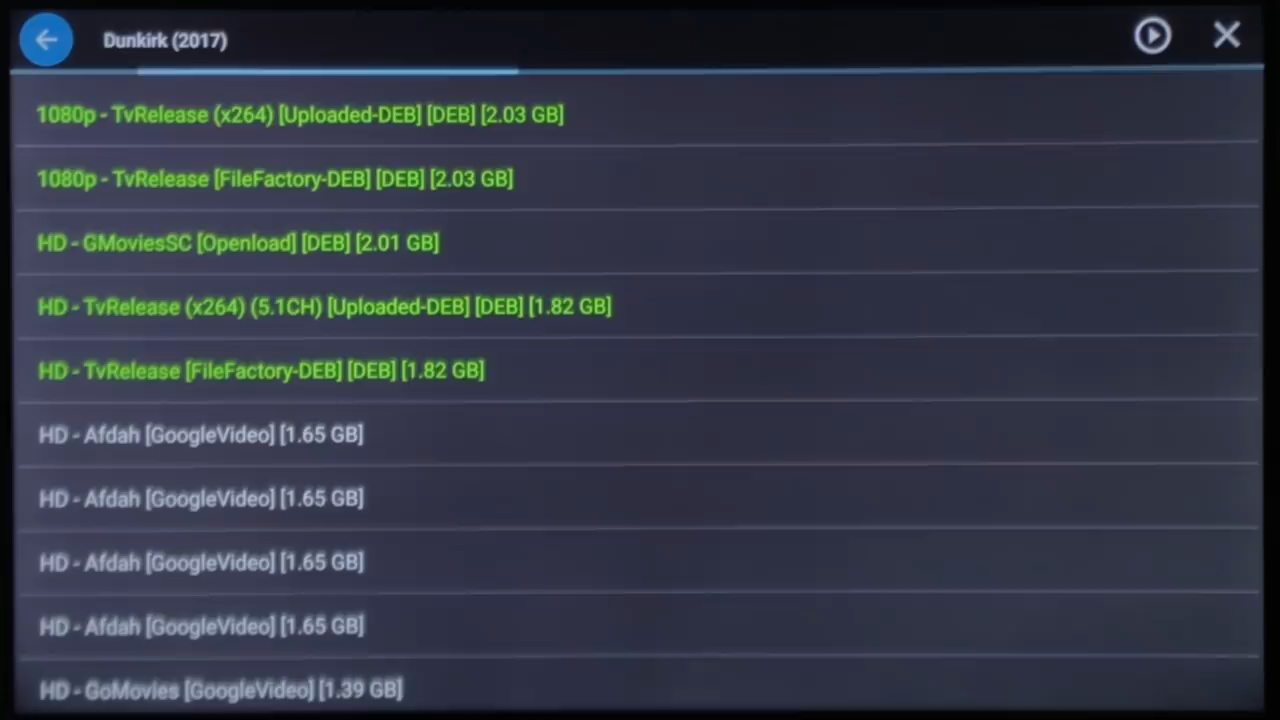 Dunkirk (2017)
1080p - TvRelease (x264) [Uploaded-DEB] [DEB] [2.03 GB]
1080p - TvRelease [FileFactory-DEB] [DEB] [2.03 GB]
HD - GMoviesSC [Openload] [DEB] [2.01 GB]
HD - TvRelease (x264) (5.1CH) [Uploaded-DEB] [DEB] [1.82 GB]
HD - TvRelease [FileFactory-DEB] [DEB] [1.82 GB]
HD - Afdah [GoogleVideo] [1.65 GB]
HD - Afdah [GoogleVideo] [1.65 GB]
HD - Afdah [GoogleVideo] [1.65 GB]
HD - Afdah [GoogleVideo] [1.65 GB]
HD - GoMovies [GoogleVideo] [1.39 GB]